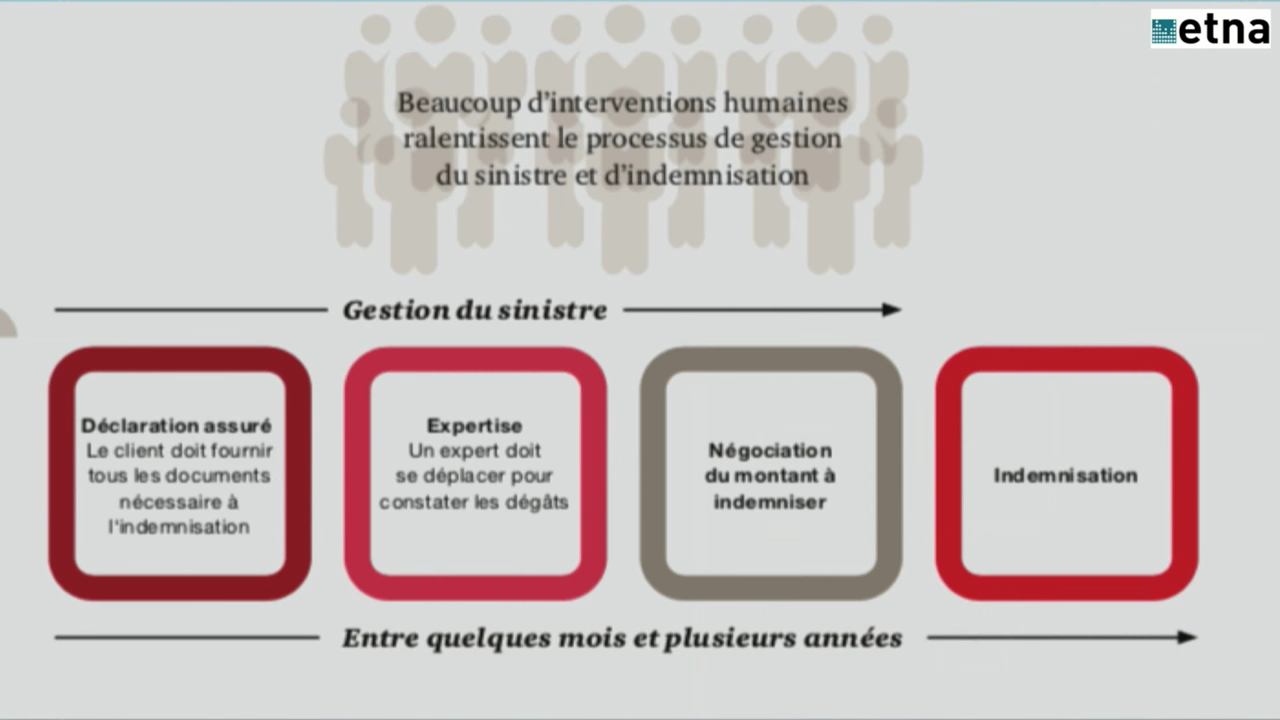 etna
Beaucoup d'interventions humaines
ralentissent le processus de gestion
du sinistre et d'indemnisation
Gestion du sinistre
Déclaration assuré
Le client doit fournir
tous les documents
nécessaire à
l'indemnisation
Expertise
Un expert doit
se déplacer pour
constater les dégâts
Négociation
du montant à
indemniser
Indemnisation
Entre quelques mois et plusieurs années